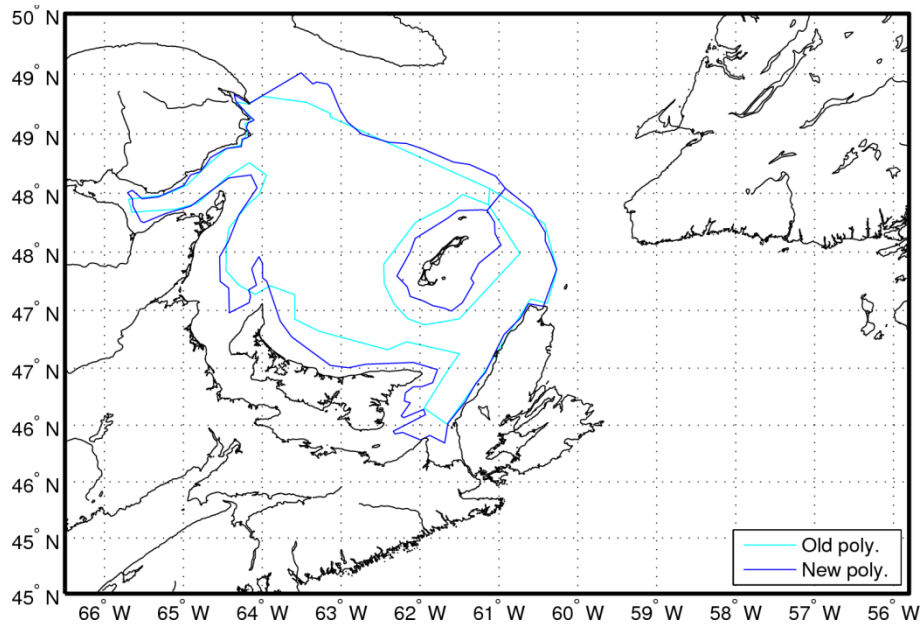 50° N
49° N
49° N
48° N
48° N
47° N
47° N
46° N
46° N
45° N
45° N
66° W 65° W 64° W 63° W 62° W 61° W 60° W 59° W 58° W 57° W 56° W
Old poly.
New poly.